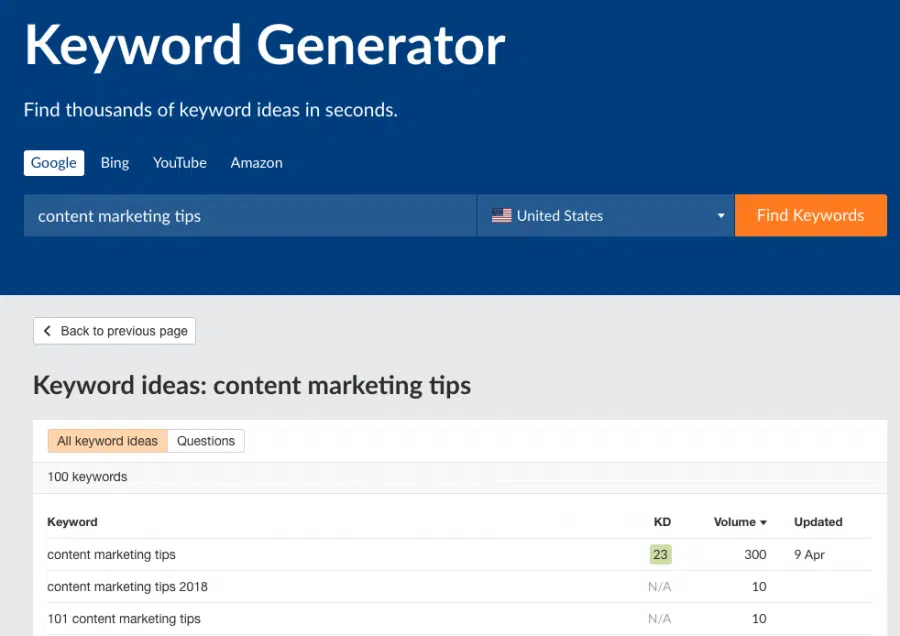 Keyword Generator
Find thousands of keyword ideas in seconds.
Google Bing YouTube Amazon
content marketing tips United States Find Keywords
Back to previous page
Keyword ideas: content marketing tips
All keyword ideas Questions
100 keywords
Keyword KD Volume Updated
content marketing tips 23 300 9 Apr
content marketing tips 2018 N/A 10
101 content marketing tips N/A 10